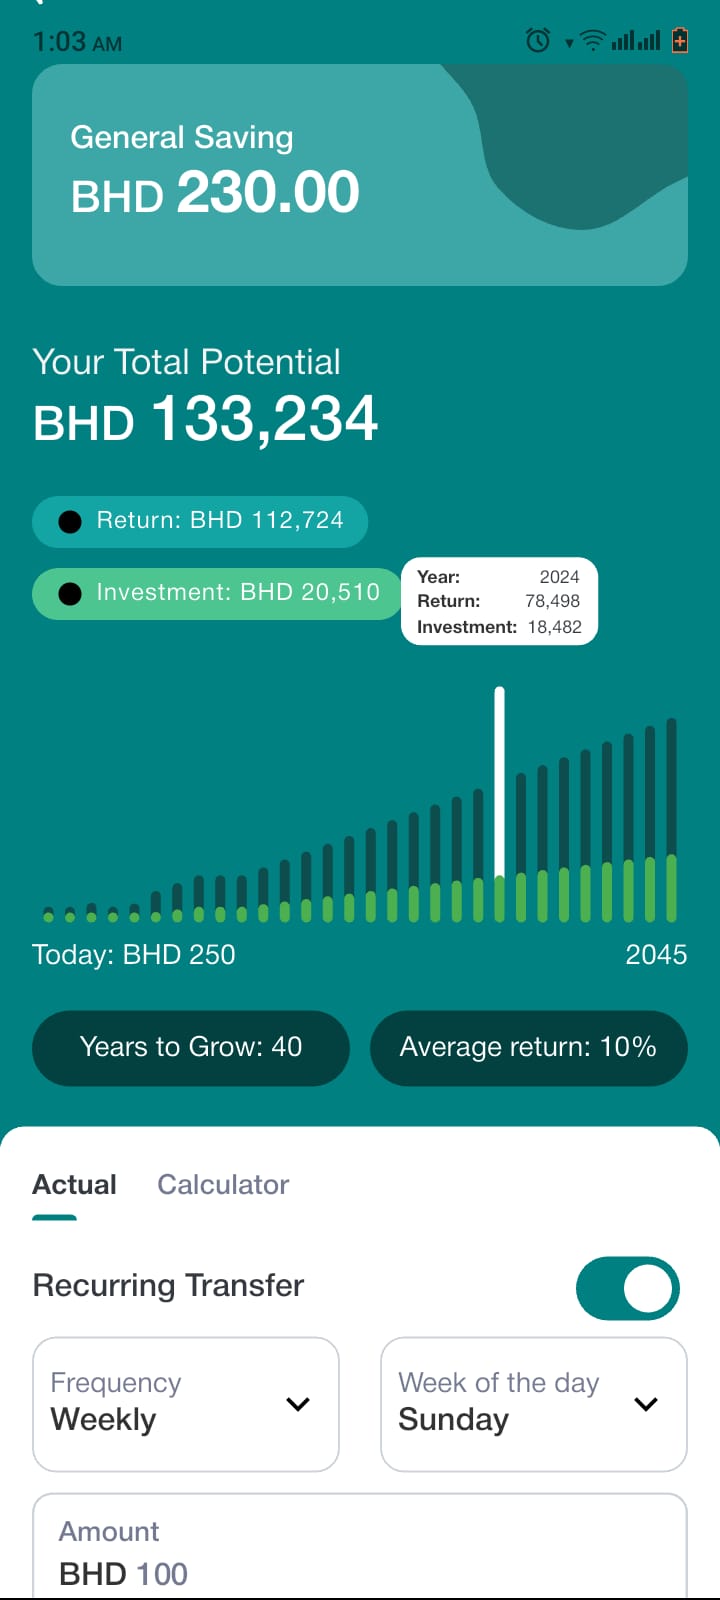 1:03 AM
General Saving
BHD 230.00
Your Total Potential
BHD 133,234
Return: BHD 112,724
Investment: BHD 20,510
Year: 2024
Return: 78,498
Investment: 18,482
Today: BHD 250 2045
Years to Grow: 40 Average return: 10%
Actual Calculator
Recurring Transfer
Frequency Week of the day
Weekly Sunday
Amount
BHD 100